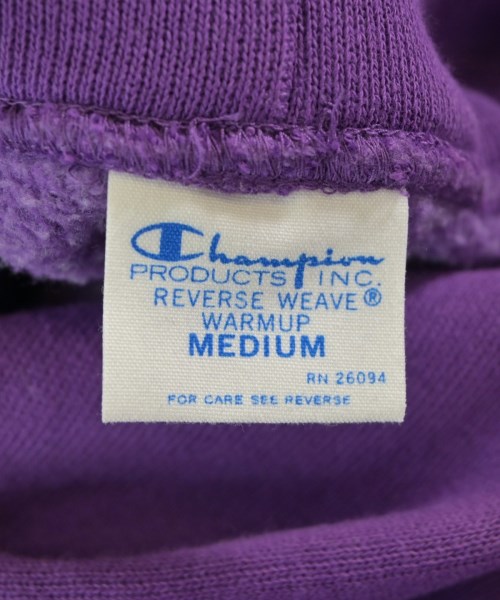 Champion
PRODUCTS INC.
REVERSE WEAVE®
WARMUP
MEDIUM
RN 26094
FOR CARE SEE REVERSE